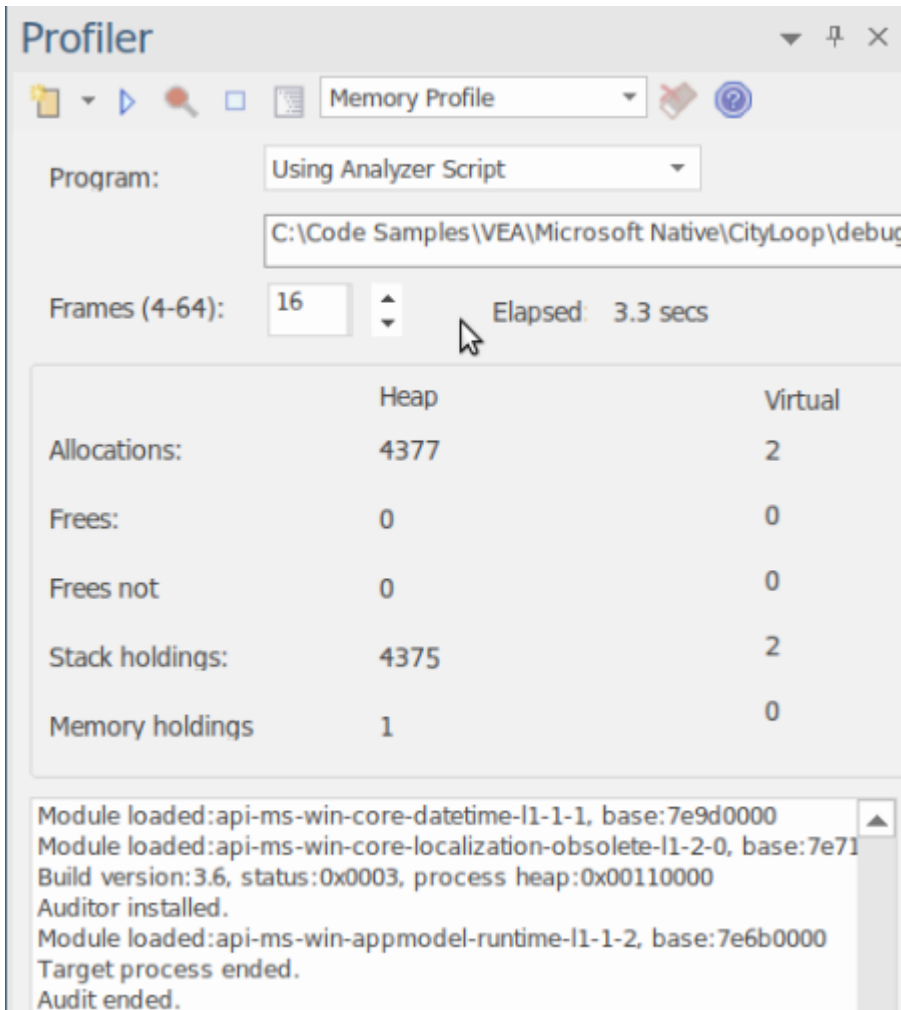 Profiler
Memory Profile
Program: Using Analyzer Script
C:\Code Samples\VEA\Microsoft Native\CityLoop\debug
Frames (4-64): 16 Elapsed: 3.3 secs
Heap Virtual
Allocations: 4377 2
Frees: 0 0
Frees not 0 0
Stack holdings: 4375 2
Memory holdings 1 0
Module loaded:api-ms-win-core-datetime-l1-1-1, base:7e9d0000
Module loaded:api-ms-win-core-localization-obsolete-l1-2-0, base:7e71
Build version:3.6, status:0x0003, process heap:0x00110000
Auditor installed.
Module loaded:api-ms-win-appmodel-runtime-l1-1-2, base:7e6b0000
Target process ended.
Audit ended.